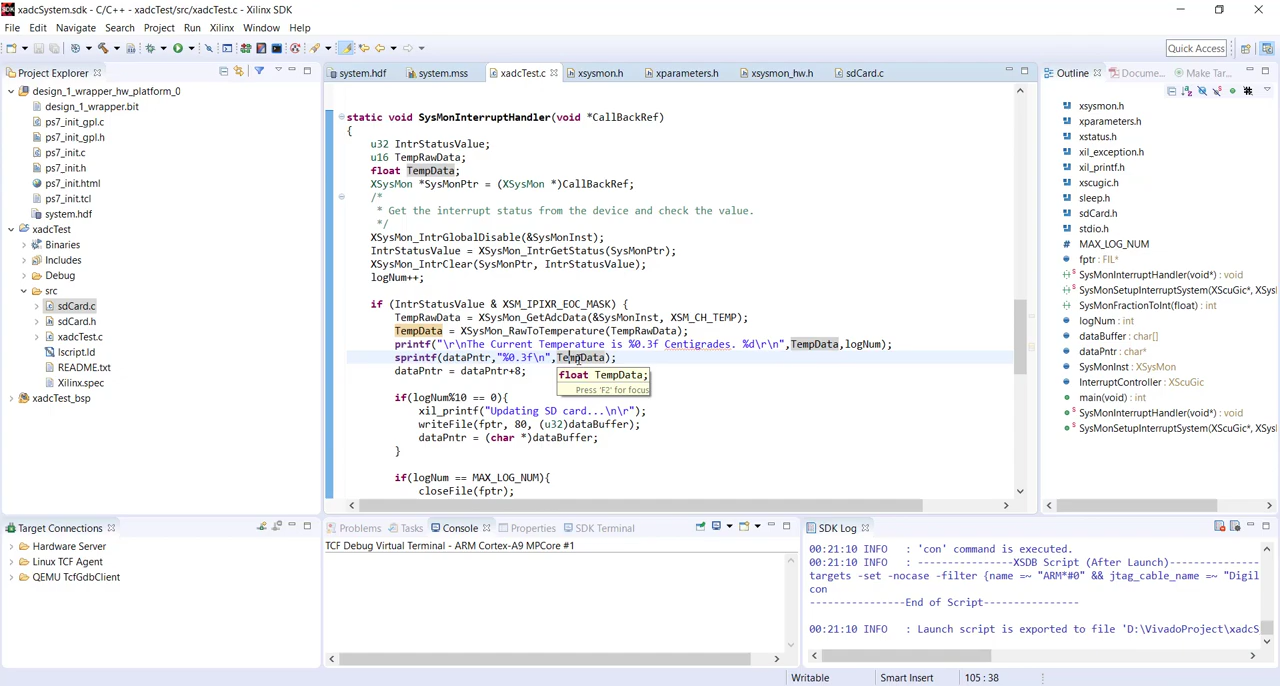 xadcSystem.sdk - C/C++ - xadcTest/src/xadcTest.c - Xilinx SDK
File Edit Navigate Search Project Run Xilinx Window Help
Quick Access
Project Explorer
design_1_wrapper_hw_platform_0
design_1_wrapper.bit
ps7_init_gpl.c
ps7_init_gpl.h
ps7_init.c
ps7_init.h
ps7_init.html
ps7_init.tcl
system.hdf
xadcTest
Binaries
Includes
Debug
src
sdCard.c
sdCard.h
xadcTest.c
lscript.ld
README.txt
Xilinx.spec
xadcTest_bsp
system.hdf system.mss xadcTest.c xsysmon.h xparameters.h xsysmon_hw.h sdCard.c
static void SysMonInterruptHandler(void *CallBackRef)
{
u32 IntrStatusValue;
u16 TempRawData;
float TempData;
XSysMon *SysMonPtr = (XSysMon *)CallBackRef;
/*
* Get the interrupt status from the device and check the value.
*/
XSysMon_IntrGlobalDisable(&SysMonInst);
IntrStatusValue = XSysMon_IntrGetStatus(SysMonPtr);
XSysMon_IntrClear(SysMonPtr, IntrStatusValue);
logNum++;
if (IntrStatusValue & XSM_IPIXR_EOC_MASK) {
TempRawData = XSysMon_GetAdcData(&SysMonInst, XSM_CH_TEMP);
TempData = XSysMon_RawToTemperature(TempRawData);
printf("\r\nThe Current Temperature is %0.3f Centigrades. %d\r\n",TempData,logNum);
sprintf(dataPntr,"%0.3f\n",TempData);
dataPntr = dataPntr+8;
float TempData;
Press 'F2' for focus
if(logNum%10 == 0){
xil_printf("Updating SD card...\n\r");
writeFile(fptr, 80, (u32)dataBuffer);
dataPntr = (char *)dataBuffer;
}
if(logNum == MAX_LOG_NUM){
closeFile(fptr);
Outline Docume... Make Tar...
xsysmon.h
xparameters.h
xstatus.h
xil_exception.h
xil_printf.h
xscugic.h
sleep.h
sdCard.h
stdio.h
MAX_LOG_NUM
fptr : FIL*
SysMonInterruptHandler(void*) : void
SysMonSetupInterruptSystem(XScuGic*, XSys
SysMonFractionToInt(float) : int
logNum : int
dataBuffer : char[]
dataPntr : char*
SysMonInst : XSysMon
InterruptController : XScuGic
main(void) : int
SysMonInterruptHandler(void*) : void
SysMonSetupInterruptSystem(XScuGic*, XSys
Target Connections
Hardware Server
Linux TCF Agent
QEMU TcfGdbClient
Problems Tasks Console Properties SDK Terminal
TCF Debug Virtual Terminal - ARM Cortex-A9 MPCore #1
SDK Log
00:21:10 INFO : 'con' command is executed.
00:21:10 INFO : ---------------XSDB Script (After Launch)---------------
targets -set -nocase -filter {name =~ "ARM*#0" && jtag_cable_name =~ "Digil
con
----------------End of Script----------------
00:21:10 INFO : Launch script is exported to file 'D:\VivadoProject\xadcS
Writable Smart Insert 105 : 38